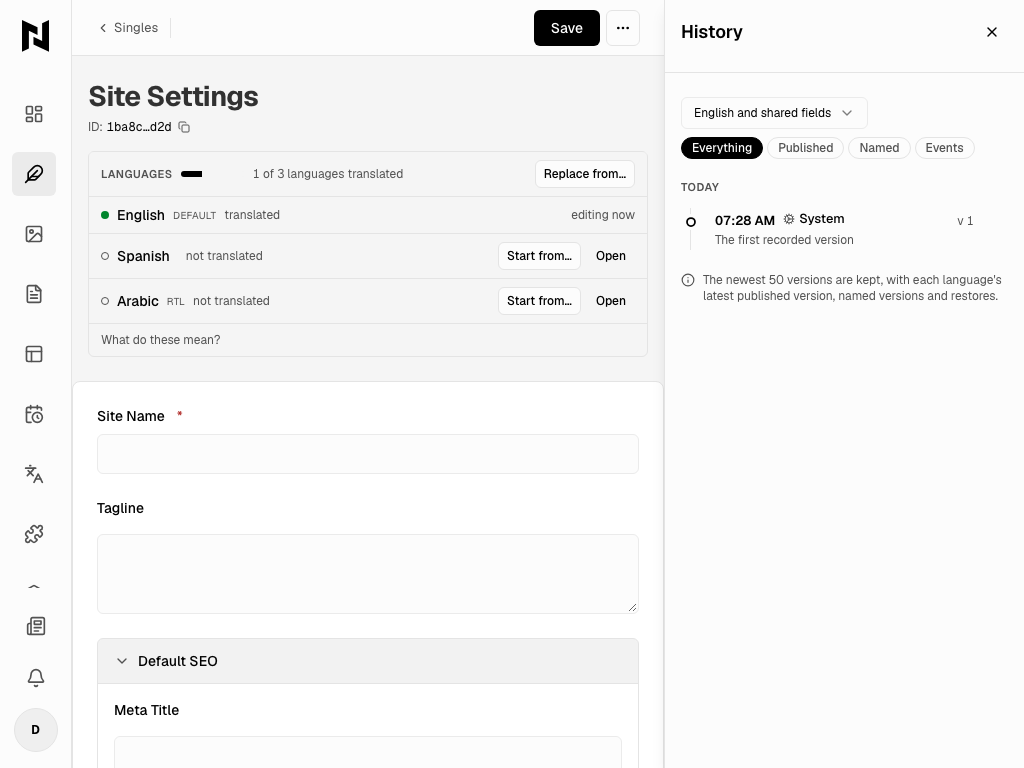 Singles
Save
Site Settings
ID: 1ba8c…d2d
LANGUAGES
1 of 3 languages translated
Replace from…
English DEFAULT translated
editing now
Spanish not translated
Start from…
Open
Arabic RTL not translated
Start from…
Open
What do these mean?
Site Name *
Tagline
Default SEO
Meta Title
D
History
English and shared fields
Everything
Published
Named
Events
TODAY
07:28 AM System
v 1
The first recorded version
The newest 50 versions are kept, with each language's
latest published version, named versions and restores.